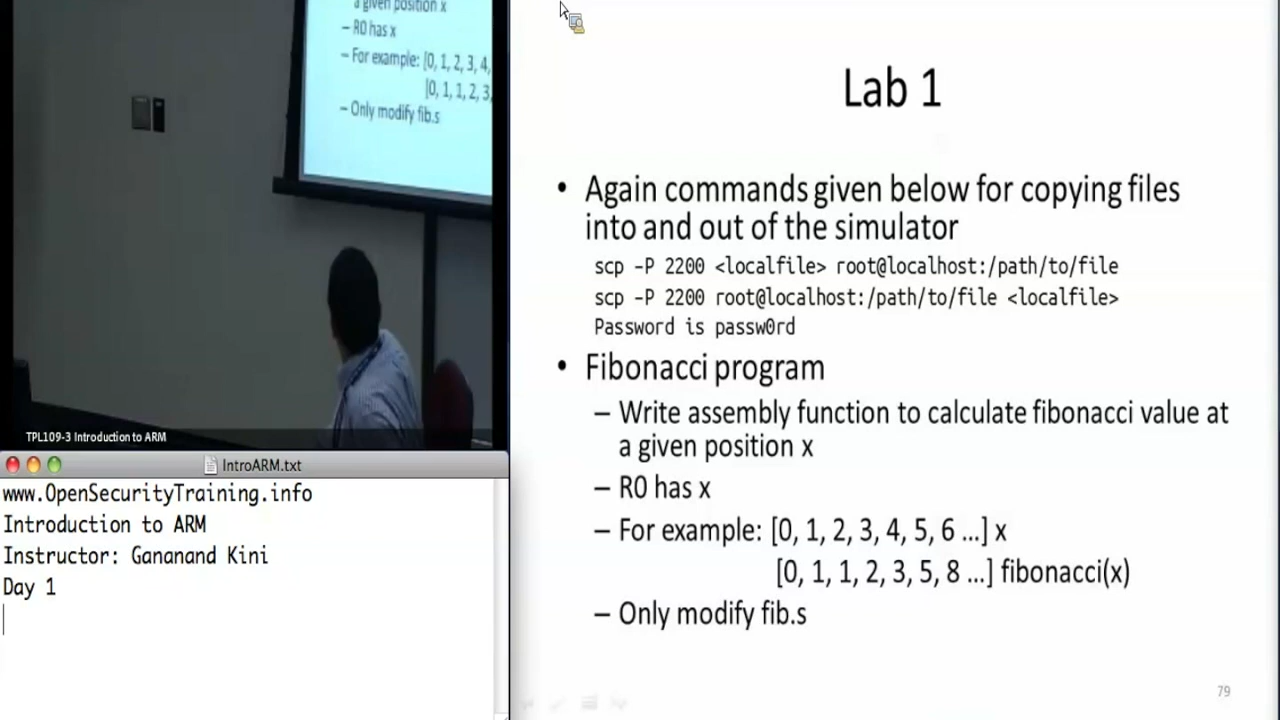 a given position x
– R0 has x
– For example: [0, 1, 2, 3, 4,
[0, 1, 1, 2, 3,
– Only modify fib.s
TPL109-3 Introduction to ARM
IntroARM.txt
www.OpenSecurityTraining.info
Introduction to ARM
Instructor: Gananand Kini
Day 1
Lab 1
• Again commands given below for copying files
into and out of the simulator
scp -P 2200 <localfile> root@localhost:/path/to/file
scp -P 2200 root@localhost:/path/to/file <localfile>
Password is passw0rd
• Fibonacci program
– Write assembly function to calculate fibonacci value at
a given position x
– R0 has x
– For example: [0, 1, 2, 3, 4, 5, 6 ...] x
[0, 1, 1, 2, 3, 5, 8 ...] fibonacci(x)
– Only modify fib.s
79